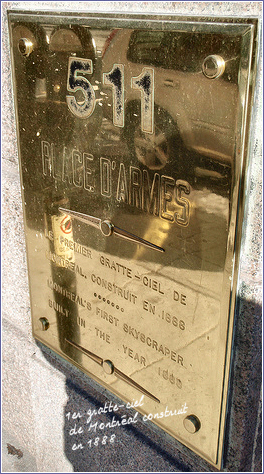 511
PLACE D'ARMES
LE PREMIER GRATTE-CIEL DE
MONTRÉAL, CONSTRUIT EN 1888
MONTREAL'S FIRST SKYSCRAPER
BUILT IN THE YEAR 1888
1er gratte-ciel
de Montréal construit
en 1888